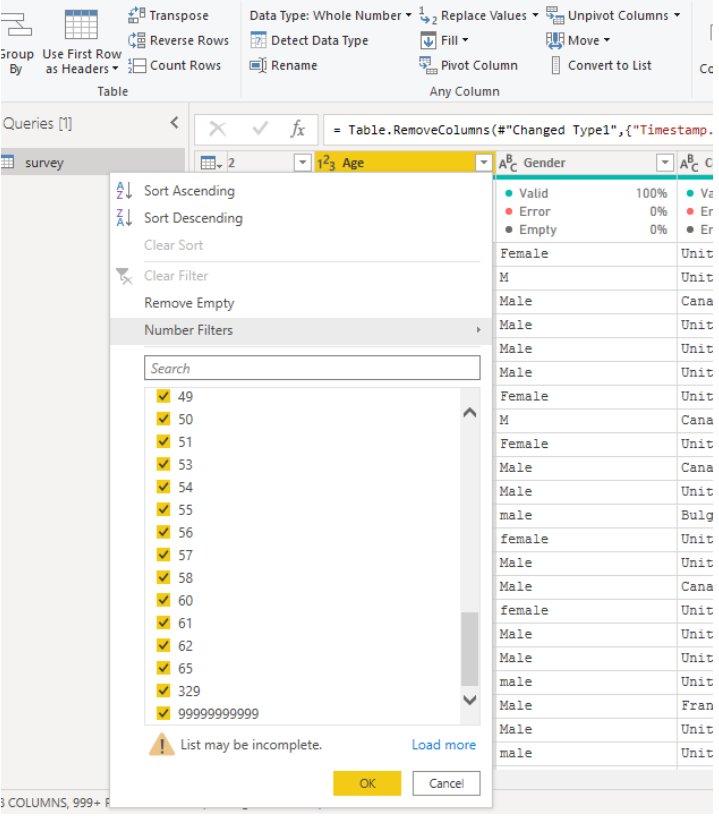 Transpose
Data Type: Whole Number
Replace Values
Unpivot Columns
Group By
Use First Row as Headers
Reverse Rows
Detect Data Type
Fill
Move
Count Rows
Rename
Pivot Column
Convert to List
Table
Any Column
Queries [1]
fx = Table.RemoveColumns(#"Changed Type1",{"Timestamp.
survey
2
123 Age
ABC Gender
ABC C
Valid 100%
Error 0%
Empty 0%
Va
Er
Er
Sort Ascending
Sort Descending
Clear Sort
Clear Filter
Remove Empty
Number Filters
Search
49
50
51
53
54
55
56
57
58
60
61
62
65
329
99999999999
List may be incomplete.
Load more
OK
Cancel
Female Unit
M Unit
Male Cana
Male Unit
Male Unit
Male Unit
Female Unit
M Cana
Female Unit
Male Cana
Male Unit
male Bulg
female Unit
Male Unit
Male Cana
female Unit
Male Unit
Male Unit
male Unit
Male Fran
Male Unit
male Unit
COLUMNS, 999+